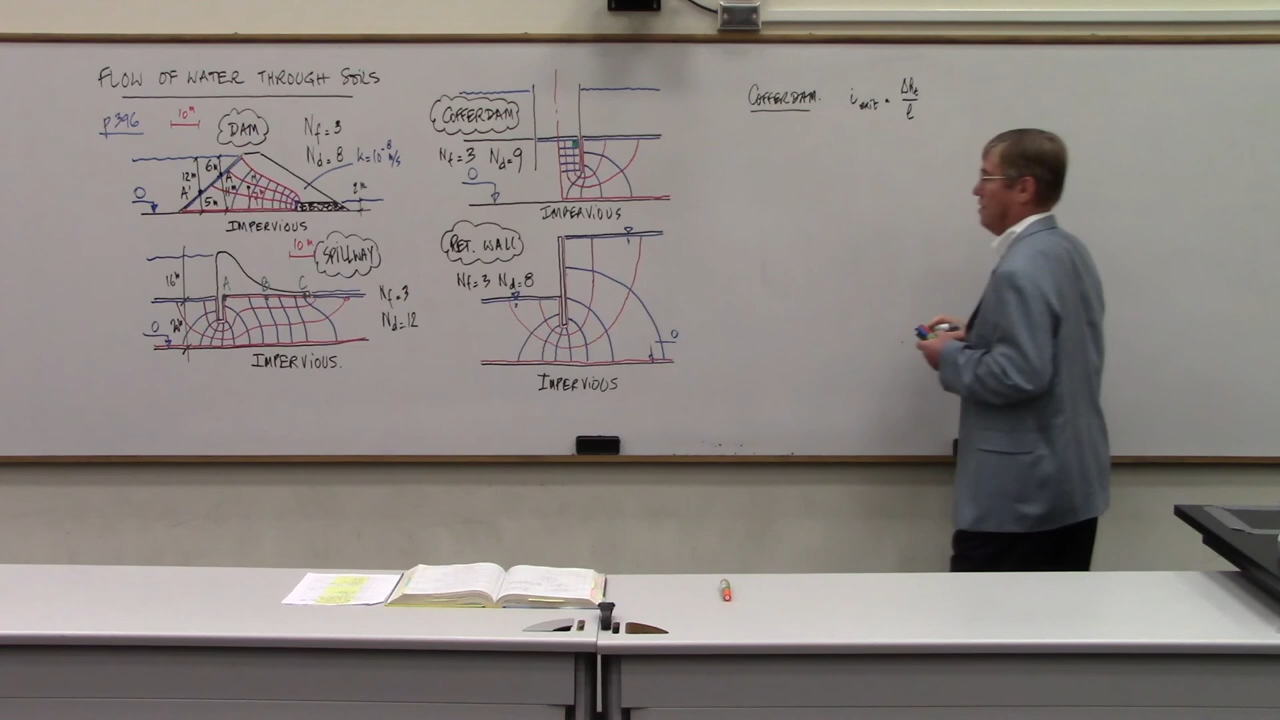 FLOW OF WATER THROUGH SOILS
p396
10m
DAM
Nf = 3
Nd = 8
k = 10^-8 m/s
12m
6m
A
A'
5m
2m
0
IMPERVIOUS
10m
SPILLWAY
16m
A B C
Nf = 3
Nd = 12
0
IMPERVIOUS.
COFFERDAM
Nf = 3 Nd = 9
0
IMPERVIOUS
RET. WALL
Nf = 3 Nd = 8
0
IMPERVIOUS
COFFERDAM. i exit = Δht / ℓ